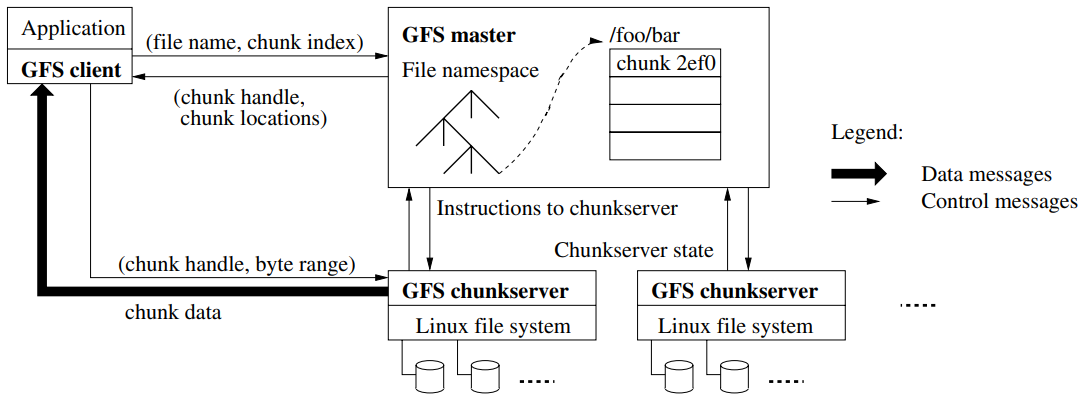 Application
GFS client
(file name, chunk index)
(chunk handle,
chunk locations)
GFS master
File namespace
/foo/bar
chunk 2ef0
Legend:
Data messages
Control messages
Instructions to chunkserver
Chunkserver state
(chunk handle, byte range)
chunk data
GFS chunkserver
Linux file system
GFS chunkserver
Linux file system